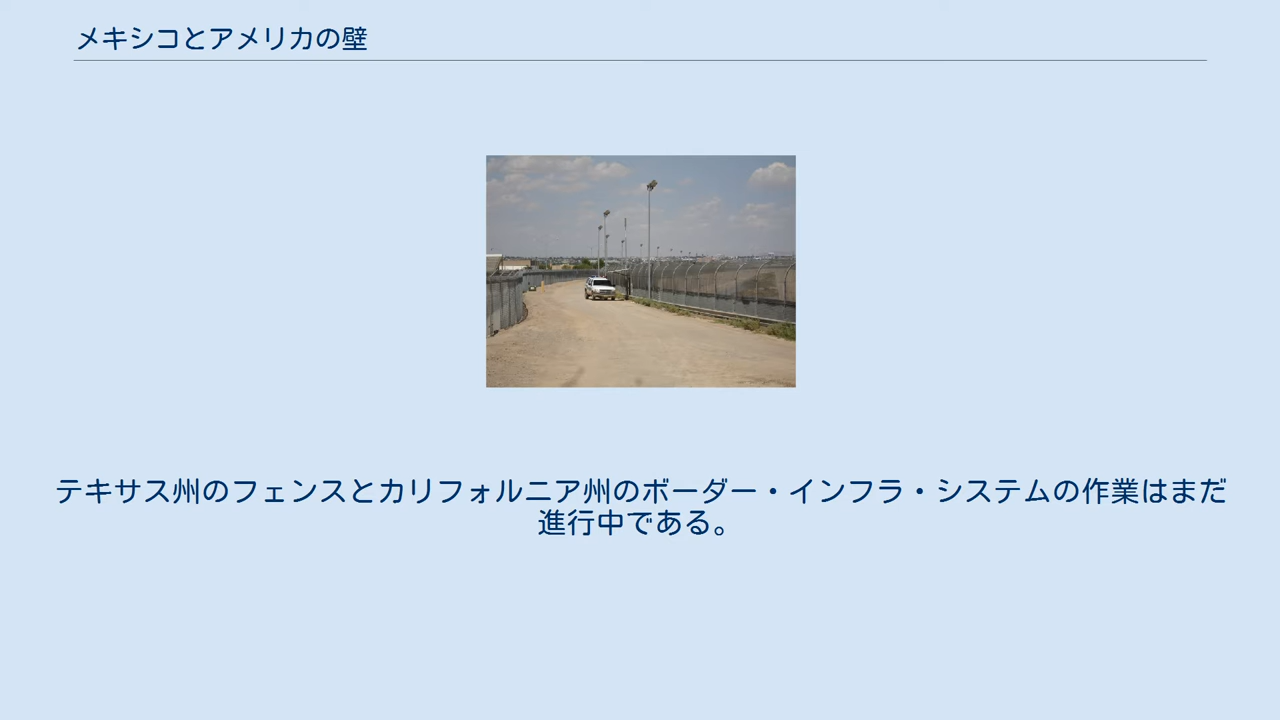 メキシコとアメリカの壁
テキサス州のフェンスとカリフォルニア州のボーダー・インフラ・システムの作業はまだ
進行中である。